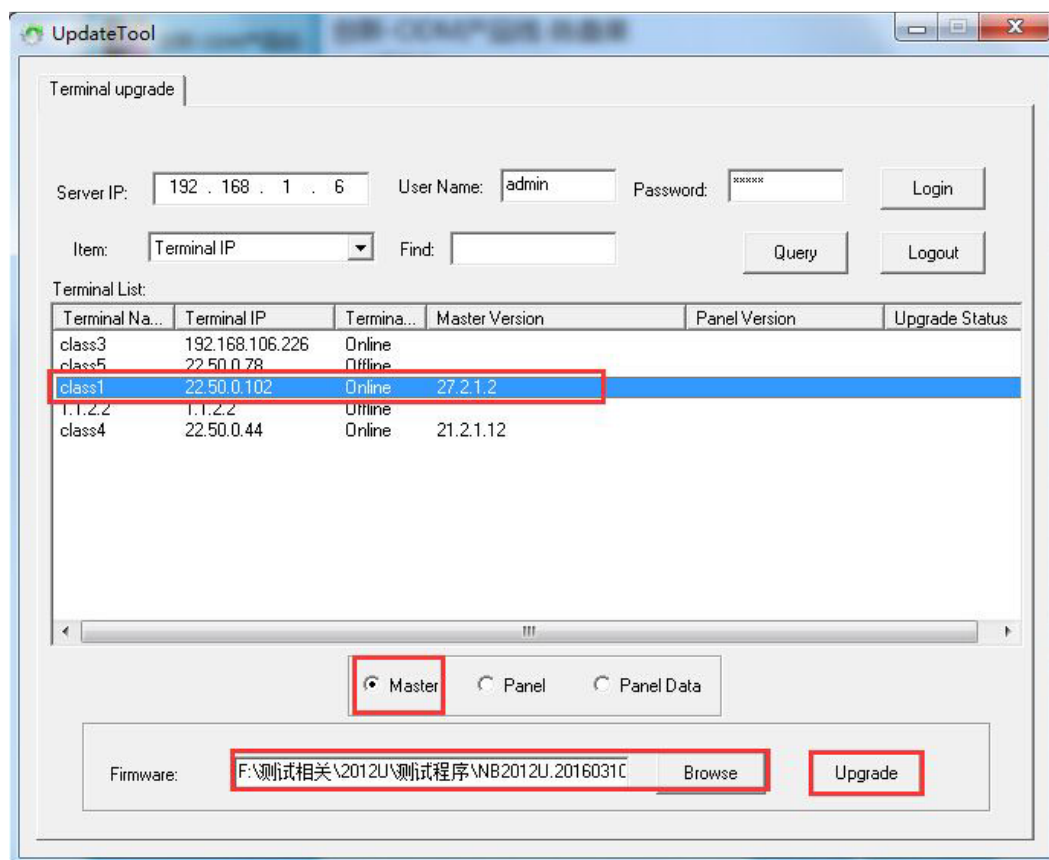 UpdateTool
Terminal upgrade
Server IP: 192 . 168 . 1 . 6 User Name: admin Password: ***** Login
Item: Terminal IP Find: Query Logout
Terminal List:
Terminal Na... Terminal IP Termina... Master Version Panel Version Upgrade Status
class3 192.168.106.226 Online
class5 22.50.0.78 Offline
class1 22.50.0.102 Online 27.2.1.2
1.1.2.2 1.1.2.2 Offline
class4 22.50.0.44 Online 21.2.1.12
Master Panel Panel Data
Firmware: F:\测试相关\2012U\测试程序\NB2012U.2016031 Browse Upgrade